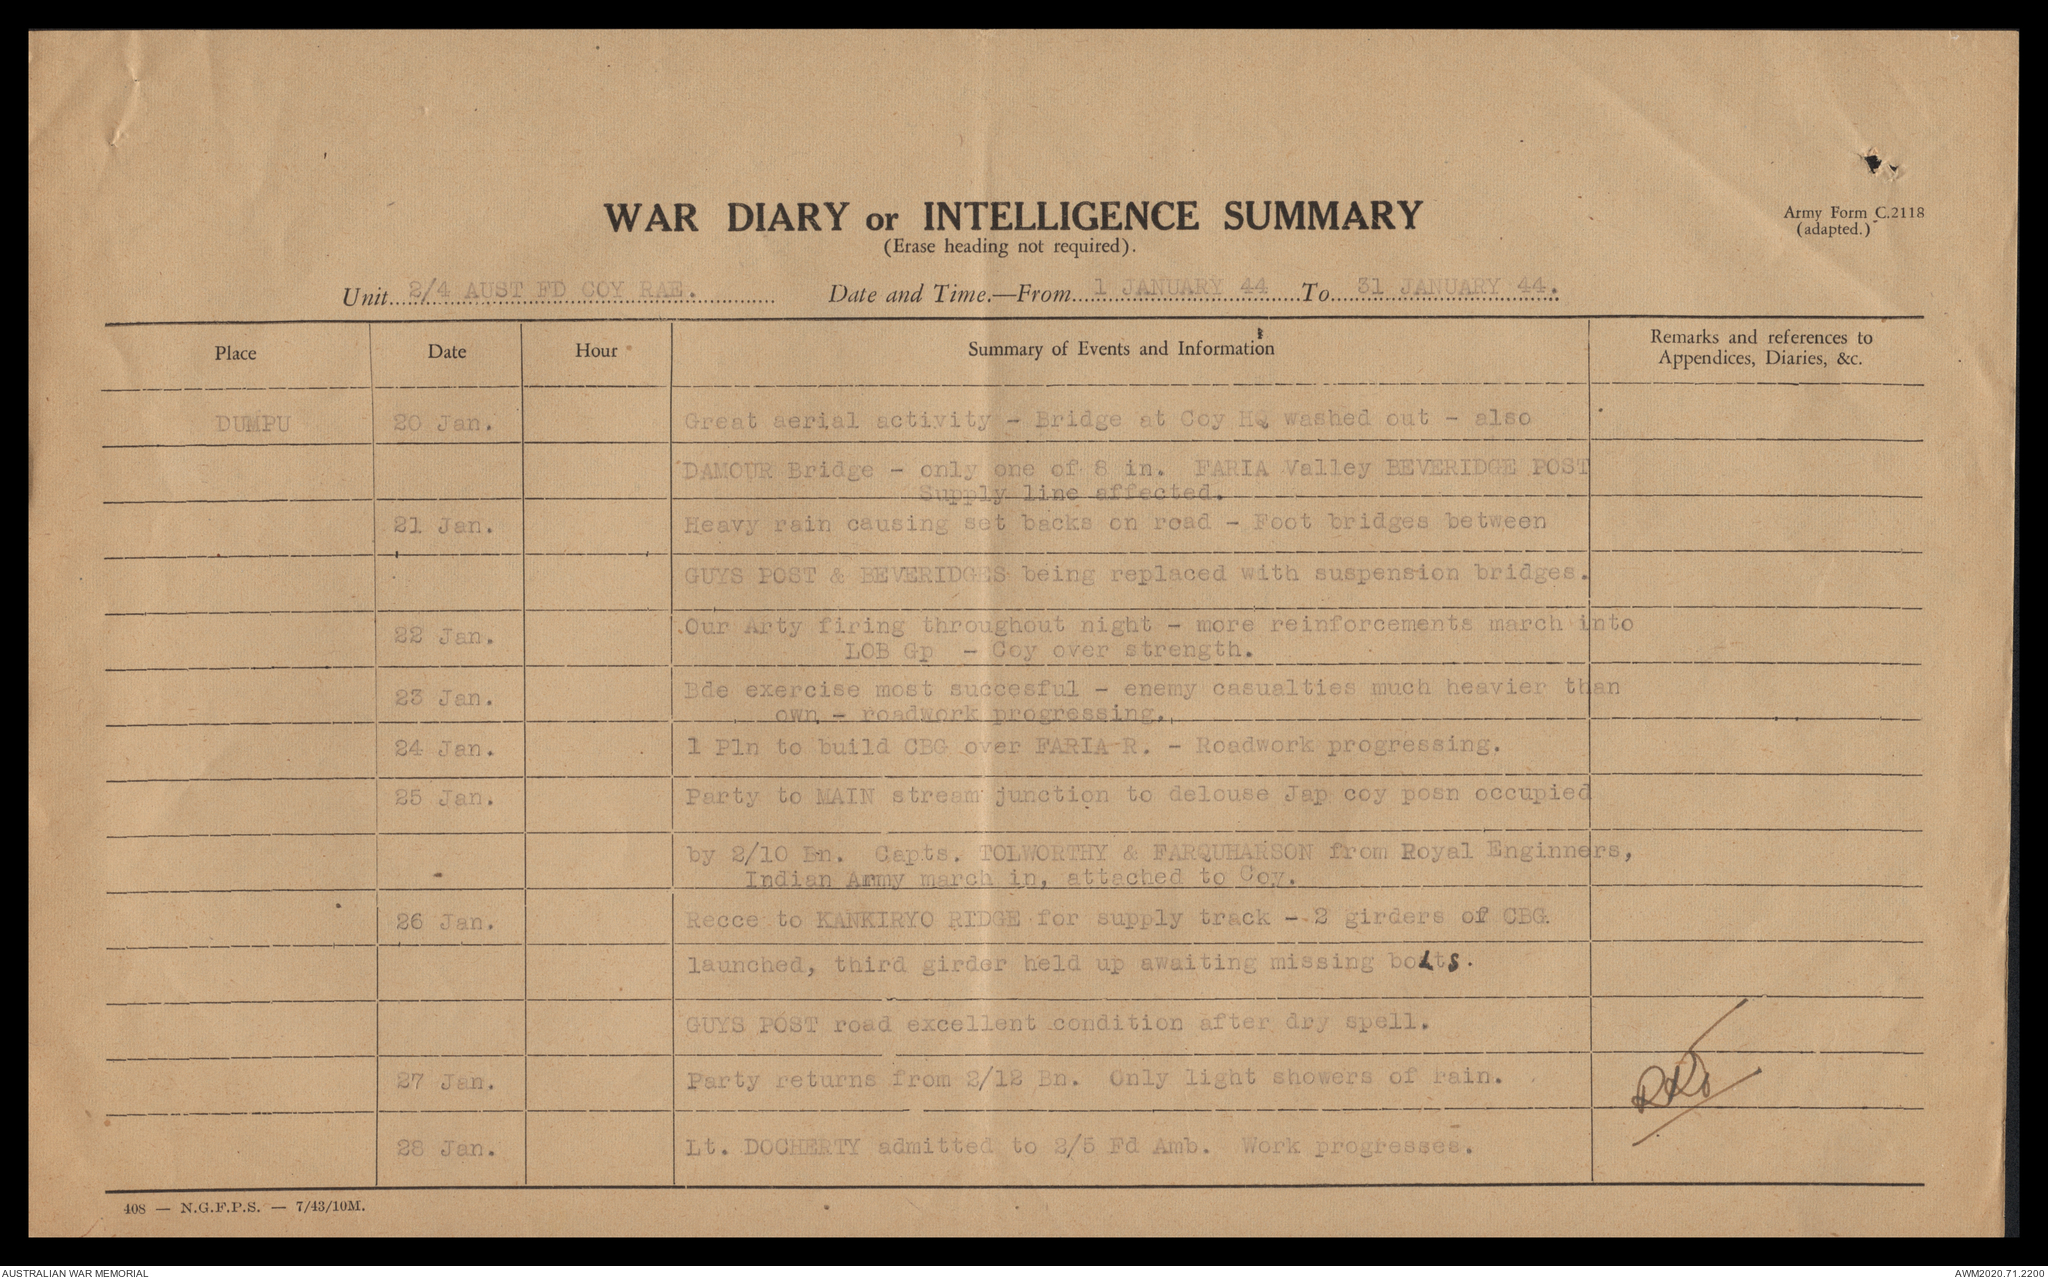 WAR DIARY or INTELLIGENCE SUMMARY
(Erase heading not required).
Army Form C.2118
(adapted.)
Unit 2/4 AUST FD COY RAE. Date and Time.—From 1 JANUARY 44 To 31 JANUARY 44.
Place Date Hour Summary of Events and Information Remarks and references to
Appendices, Diaries, &c.
DUMPU 20 Jan. Great aerial activity - Bridge at Coy HQ washed out - also
DAMOUR Bridge - only one of 8 in. FARIA Valley BEVERIDGE POST
Supply line affected.
21 Jan. Heavy rain causing set backs on road - Foot bridges between
GUYS POST & BEVERIDGES being replaced with suspension bridges.
22 Jan. Our Arty firing throughout night - more reinforcements march into
LOB Gp - Coy over strength.
23 Jan. Bde exercise most succesful - enemy casualties much heavier than
own - roadwork progressing.
24 Jan. 1 Pln to build CBG over FARIA R. - Roadwork progressing.
25 Jan. Party to MAIN stream junction to delouse Jap coy posn occupied
by 2/10 Bn. Capts. TOLWORTHY & FARQUHARSON from Royal Enginners,
Indian Army march in, attached to Coy.
26 Jan. Recce to KANKIRYO RIDGE for supply track - 2 girders of CBG
launched, third girder held up awaiting missing bolts.
GUYS POST road excellent condition after dry spell.
27 Jan. Party returns from 2/12 Bn. Only light showers of rain.
28 Jan. Lt. DOCHERTY admitted to 2/5 Fd Amb. Work progresses.
408 — N.G.F.P.S. — 7/43/10M.
AUSTRALIAN WAR MEMORIAL
AWM2020.71.2200